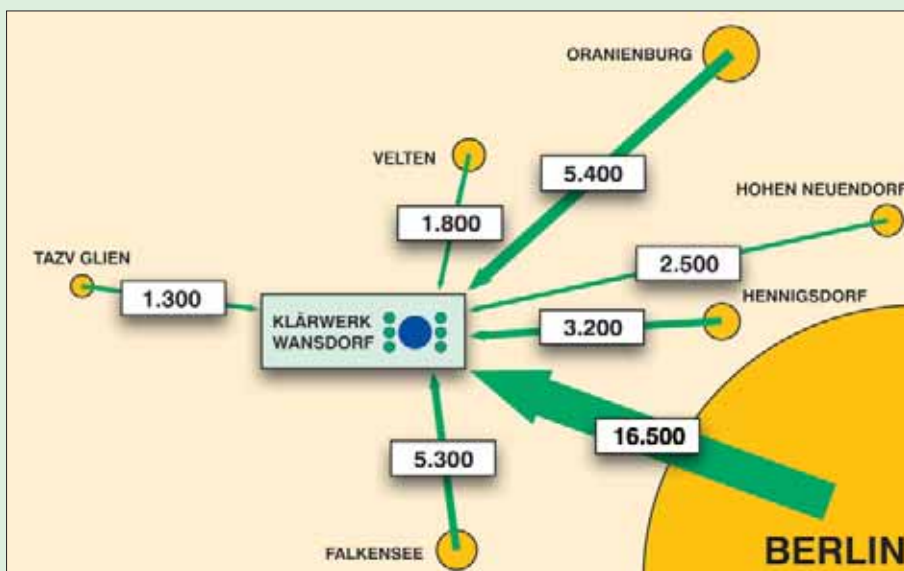 ORANIENBURG
VELTEN
5.400
HOHEN NEUENDORF
1.800
TAZV GLIEN
2.500
1.300
HENNIGSDORF
KLÄRWERK
WANSDORF
3.200
16.500
5.300
FALKENSEE
BERLIN